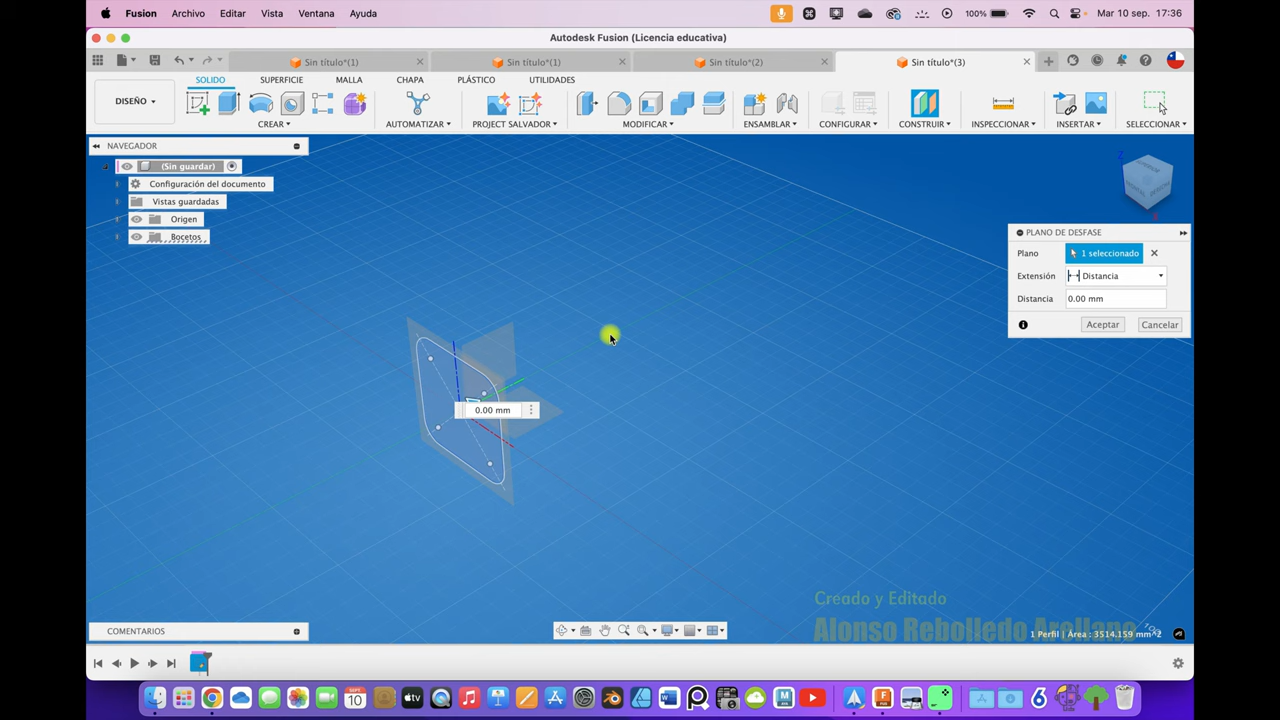 Fusion Archivo Editar Vista Ventana Ayuda 100% Mar 10 sep. 17:36
Autodesk Fusion (Licencia educativa)
Sin título*(1) Sin título*(1) Sin título*(2) Sin título*(3)
SOLIDO SUPERFICIE MALLA CHAPA PLÁSTICO UTILIDADES
DISEÑO
CREAR AUTOMATIZAR PROJECT SALVADOR MODIFICAR ENSAMBLAR CONFIGURAR CONSTRUIR INSPECCIONAR INSERTAR SELECCIONAR
NAVEGADOR
(Sin guardar)
Configuración del documento
Vistas guardadas
Origen
Bocetos
PLANO DE DESFASE
Plano 1 seleccionado
Extensión Distancia
Distancia 0.00 mm
Aceptar Cancelar
0.00 mm
Creado y Editado
Alonso Rebolledo Arellano
1 Perfil | Área : 3514.159 mm^2
COMENTARIOS